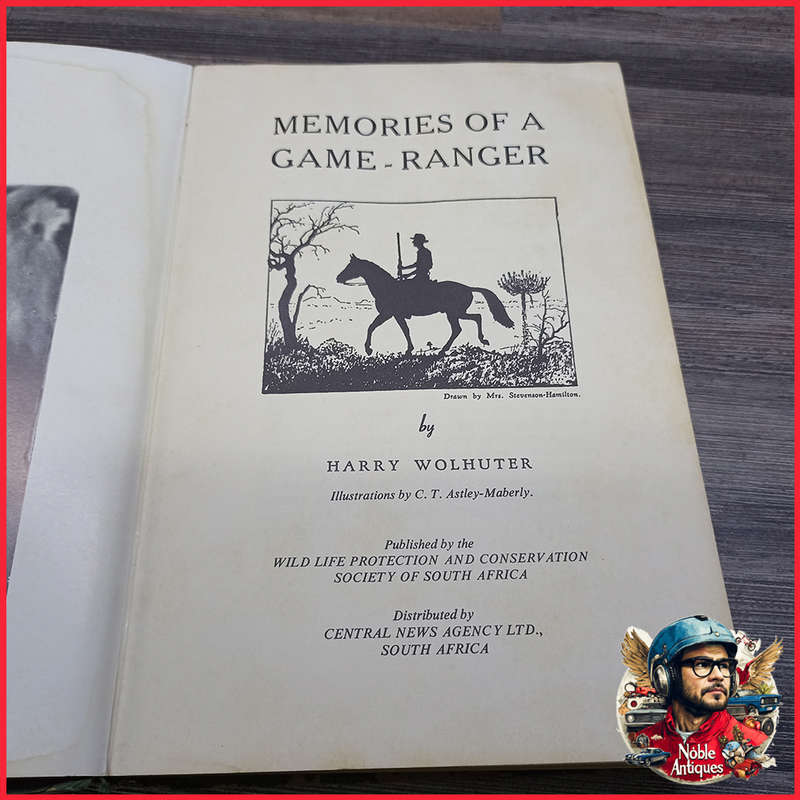 MEMORIES OF A
GAME-RANGER
Drawn by Mrs. Stevenson-Hamilton.
by
HARRY WOLHUTER
Illustrations by C. T. Astley-Maberly.
Published by the
WILD LIFE PROTECTION AND CONSERVATION
SOCIETY OF SOUTH AFRICA
Distributed by
CENTRAL NEWS AGENCY LTD.,
SOUTH AFRICA
Noble
Antiques